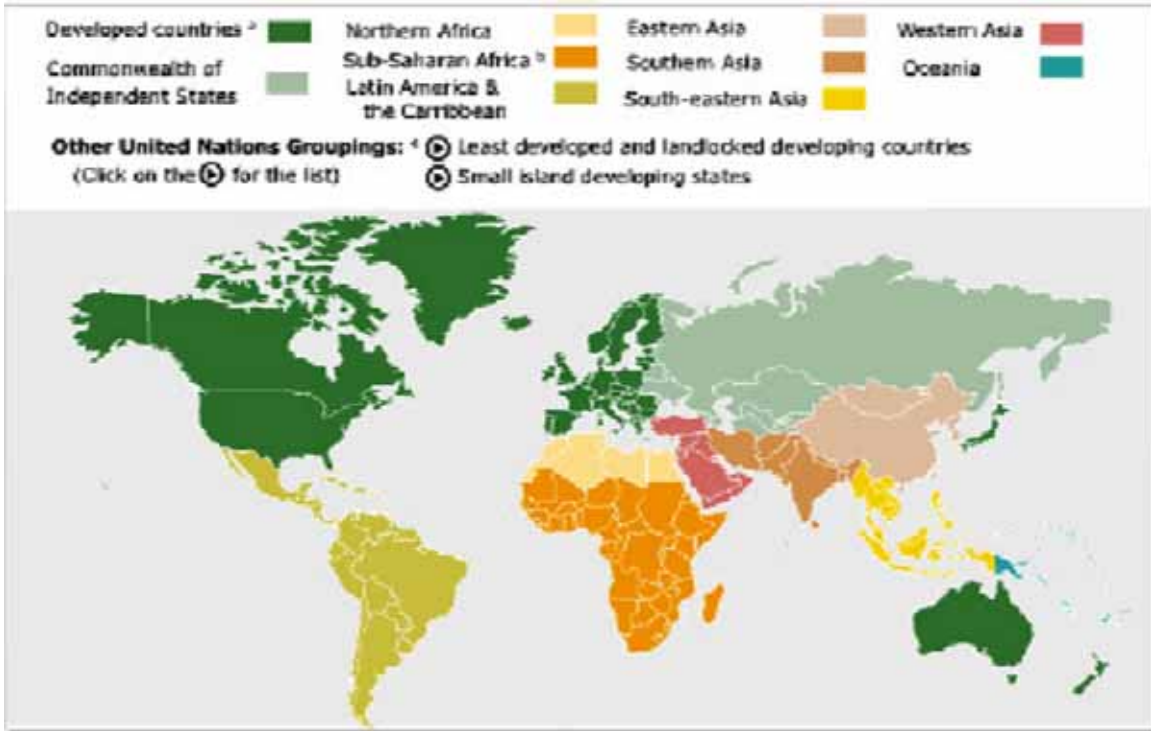 Developed countries a
Northern Africa
Eastern Asia
Western Asia
Sub-Saharan Africa b
Commonwealth of
Independent States
Southern Asia
Oceania
Latin America &
the Carribbean
South-eastern Asia
Other United Nations Groupings: d Least developed and landlocked developing countries
(Click on the for the list) Small island developing states